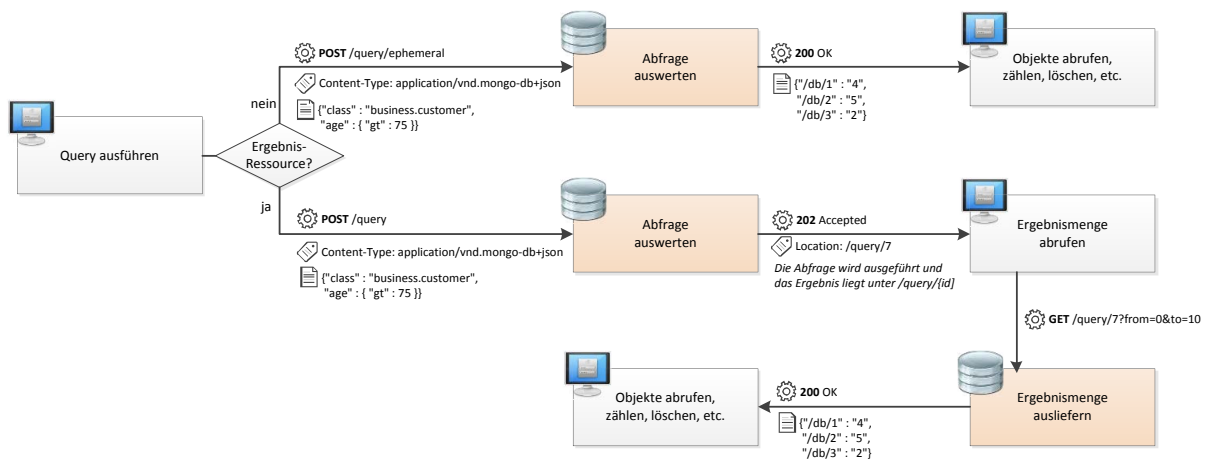 Query ausführen
Ergebnis-
Ressource?
nein
POST /query/ephemeral
Content-Type: application/vnd.mongo-db+json
{"class" : "business.customer",
"age" : { "gt" : 75 }}
Abfrage
auswerten
200 OK
{"/db/1" : "4",
"/db/2" : "5",
"/db/3" : "2"}
Objekte abrufen,
zählen, löschen, etc.
ja
POST /query
Content-Type: application/vnd.mongo-db+json
{"class" : "business.customer",
"age" : { "gt" : 75 }}
Abfrage
auswerten
202 Accepted
Location: /query/7
Die Abfrage wird ausgeführt und
das Ergebnis liegt unter /query/{id]
Ergebnismenge
abrufen
GET /query/7?from=0&to=10
Ergebnismenge
ausliefern
200 OK
{"/db/1" : "4",
"/db/2" : "5",
"/db/3" : "2"}
Objekte abrufen,
zählen, löschen, etc.